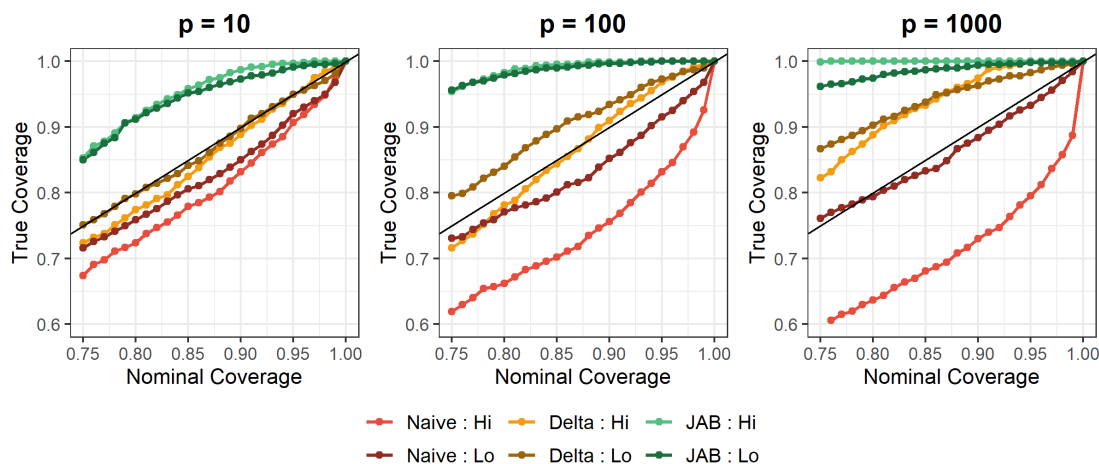 p = 10
p = 100
p = 1000
True Coverage
1.0
0.9
0.8
0.7
0.6
0.75
0.80
0.85
0.90
0.95
1.00
Nominal Coverage
True Coverage
1.0
0.9
0.8
0.7
0.6
0.75
0.80
0.85
0.90
0.95
1.00
Nominal Coverage
True Coverage
1.0
0.9
0.8
0.7
0.6
0.75
0.80
0.85
0.90
0.95
1.00
Nominal Coverage
Naive : Hi
Delta : Hi
JAB : Hi
Naive : Lo
Delta : Lo
JAB : Lo